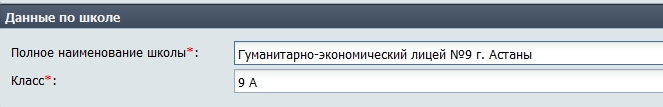 Данные по школе
Полное наименование школы*: Гуманитарно-экономический лицей №9 г. Астаны
Класс*: 9 А